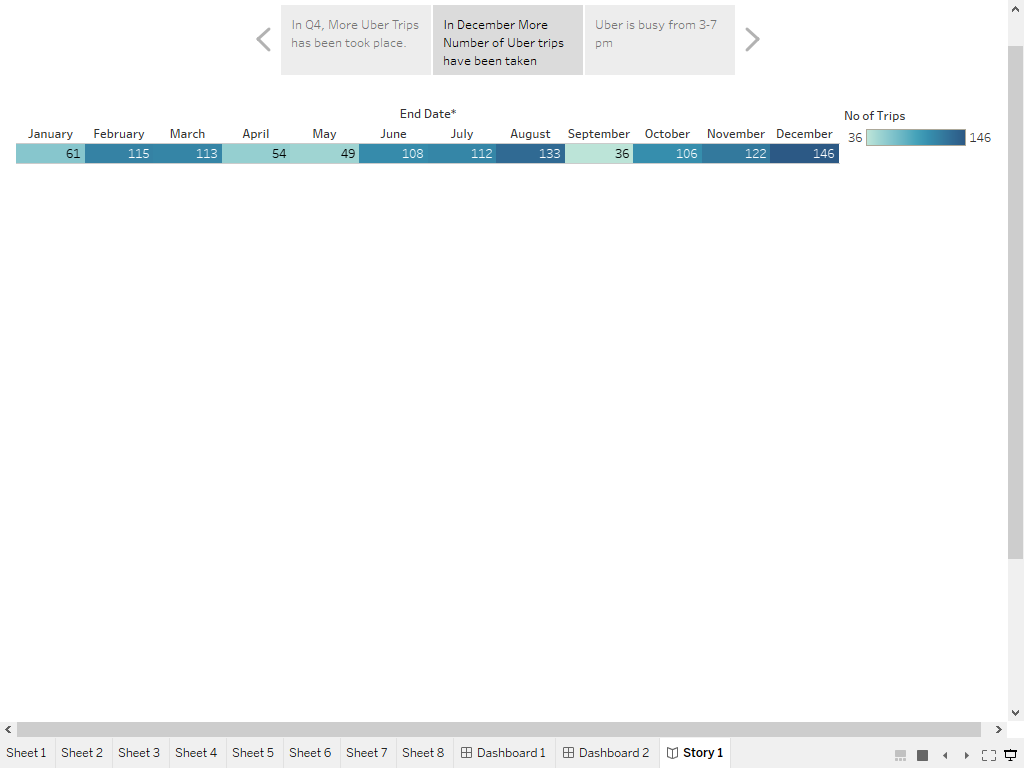 In Q4, More Uber Trips
has been took place.
In December More
Number of Uber trips
have been taken
Uber is busy from 3-7
pm
End Date*
January February March April May June July August September October November December
61 115 113 54 49 108 112 133 36 106 122 146
No of Trips
36 146
Sheet 1 Sheet 2 Sheet 3 Sheet 4 Sheet 5 Sheet 6 Sheet 7 Sheet 8 Dashboard 1 Dashboard 2 Story 1